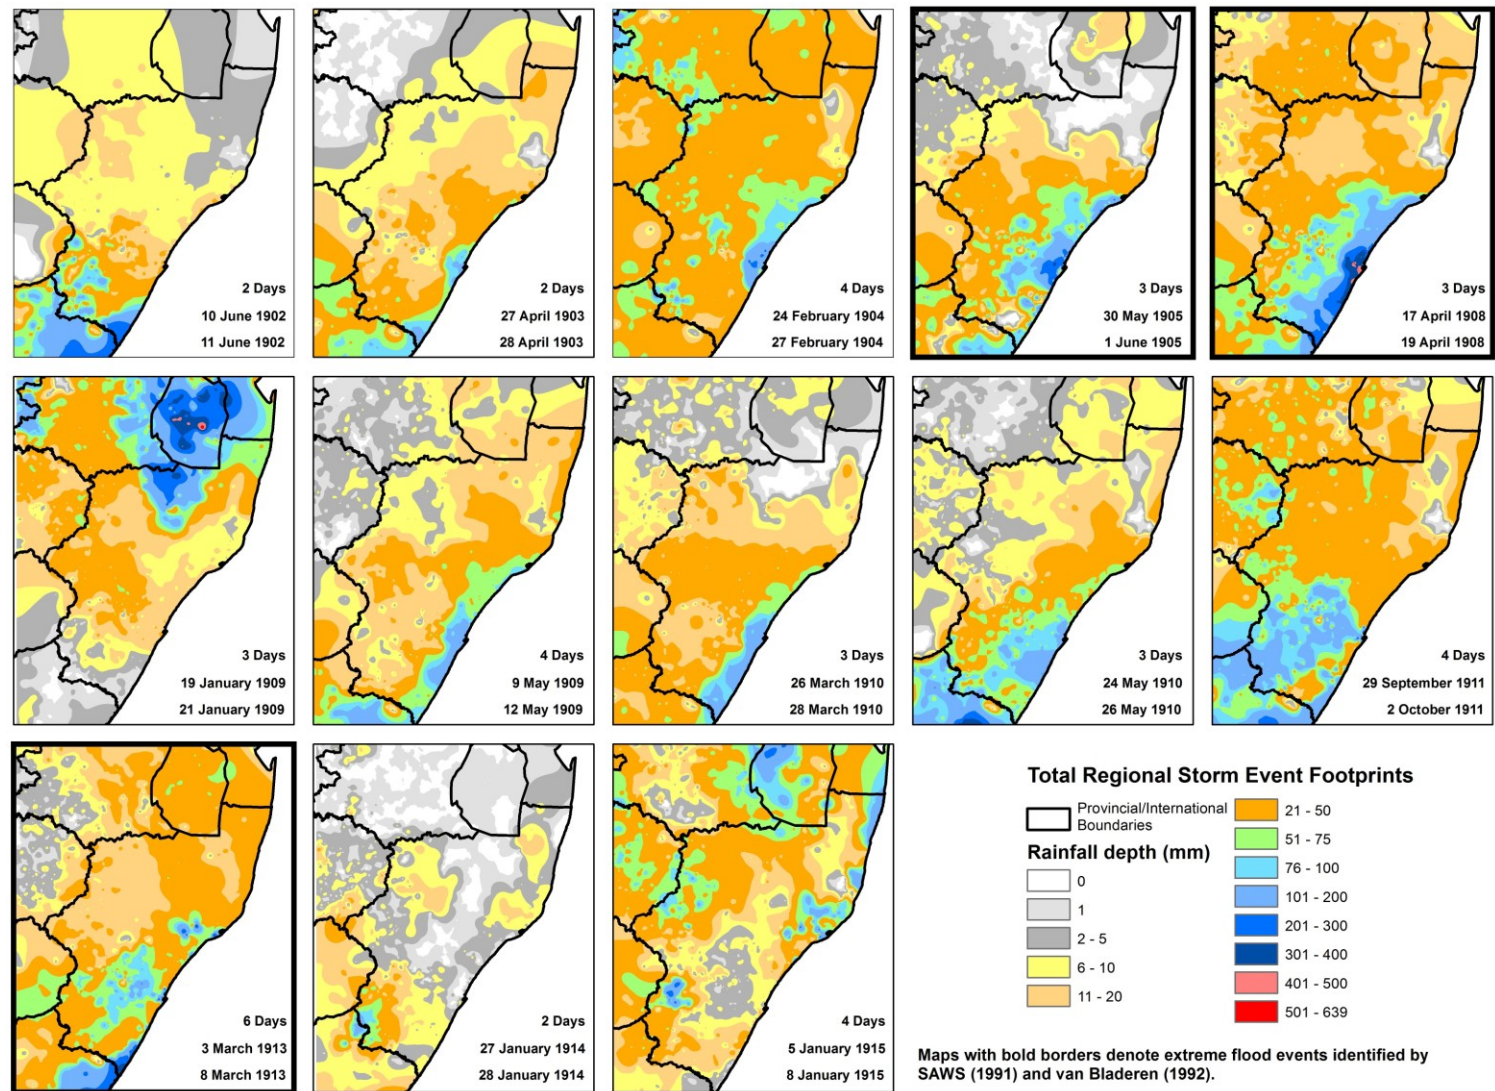 2 Days
10 June 1902
11 June 1902
2 Days
27 April 1903
28 April 1903
4 Days
24 February 1904
27 February 1904
3 Days
30 May 1905
1 June 1905
3 Days
17 April 1908
19 April 1908
3 Days
19 January 1909
21 January 1909
4 Days
9 May 1909
12 May 1909
3 Days
26 March 1910
28 March 1910
3 Days
24 May 1910
26 May 1910
4 Days
29 September 1911
2 October 1911
6 Days
3 March 1913
8 March 1913
2 Days
27 January 1914
28 January 1914
4 Days
5 January 1915
8 January 1915
Total Regional Storm Event Footprints
Provincial/International
Boundaries
Rainfall depth (mm)
0
1
2 - 5
6 - 10
11 - 20
21 - 50
51 - 75
76 - 100
101 - 200
201 - 300
301 - 400
401 - 500
501 - 639
Maps with bold borders denote extreme flood events identified by
SAWS (1991) and van Bladeren (1992).